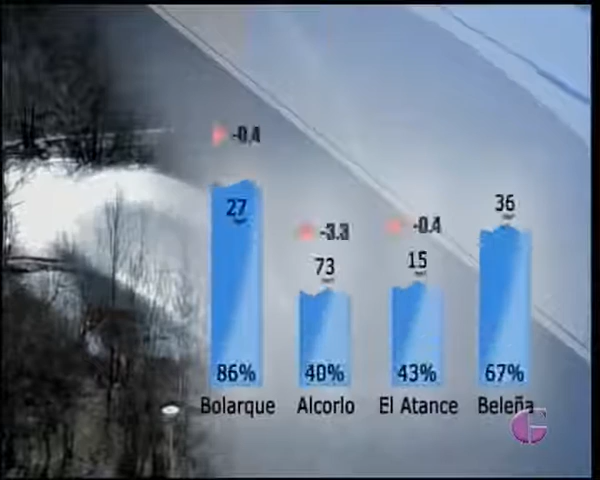 -0.4
27
-3.3
-0.4
36
73
15
86%
40%
43%
67%
Bolarque
Alcorlo
El Atance
Beleña